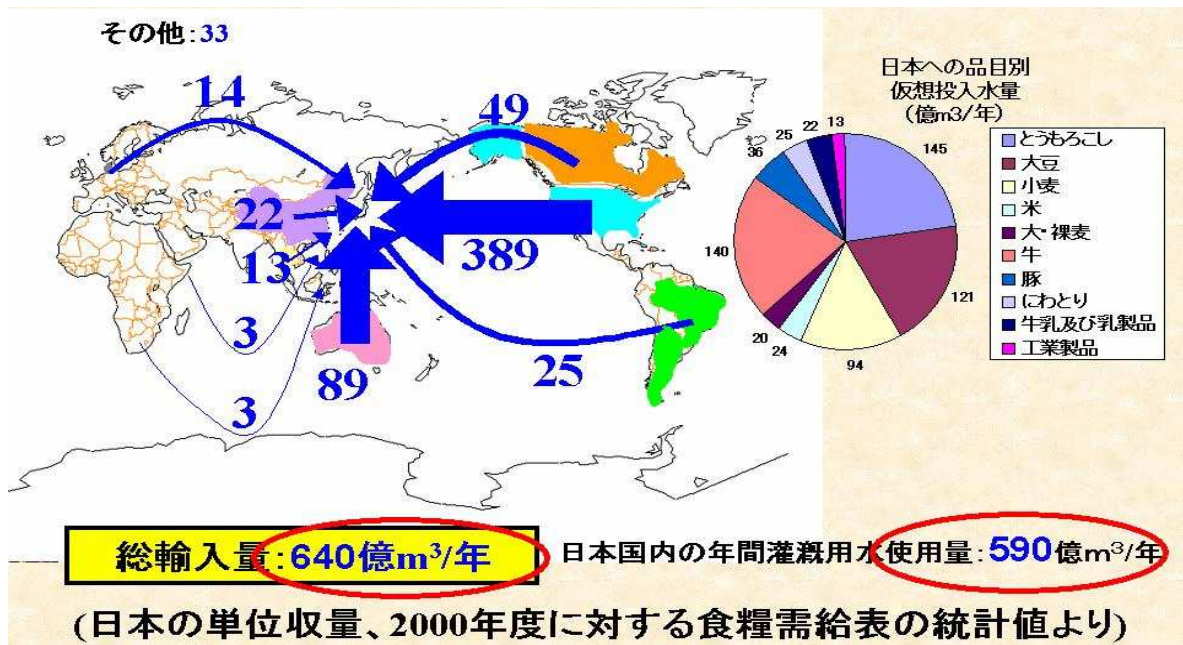 その他:33
14
49
22
13
389
3
89
25
3
日本への品目別
仮想投入水量
(億m3/年)
13
22
25
36
145
140
121
20
24
94
とうもろこし
大豆
小麦
米
大・裸麦
牛
豚
にわとり
牛乳及び乳製品
工業製品
総輸入量:640億m³/年
日本国内の年間灌漑用水使用量:590億m³/年
(日本の単位収量、2000年度に対する食糧需給表の統計値より)